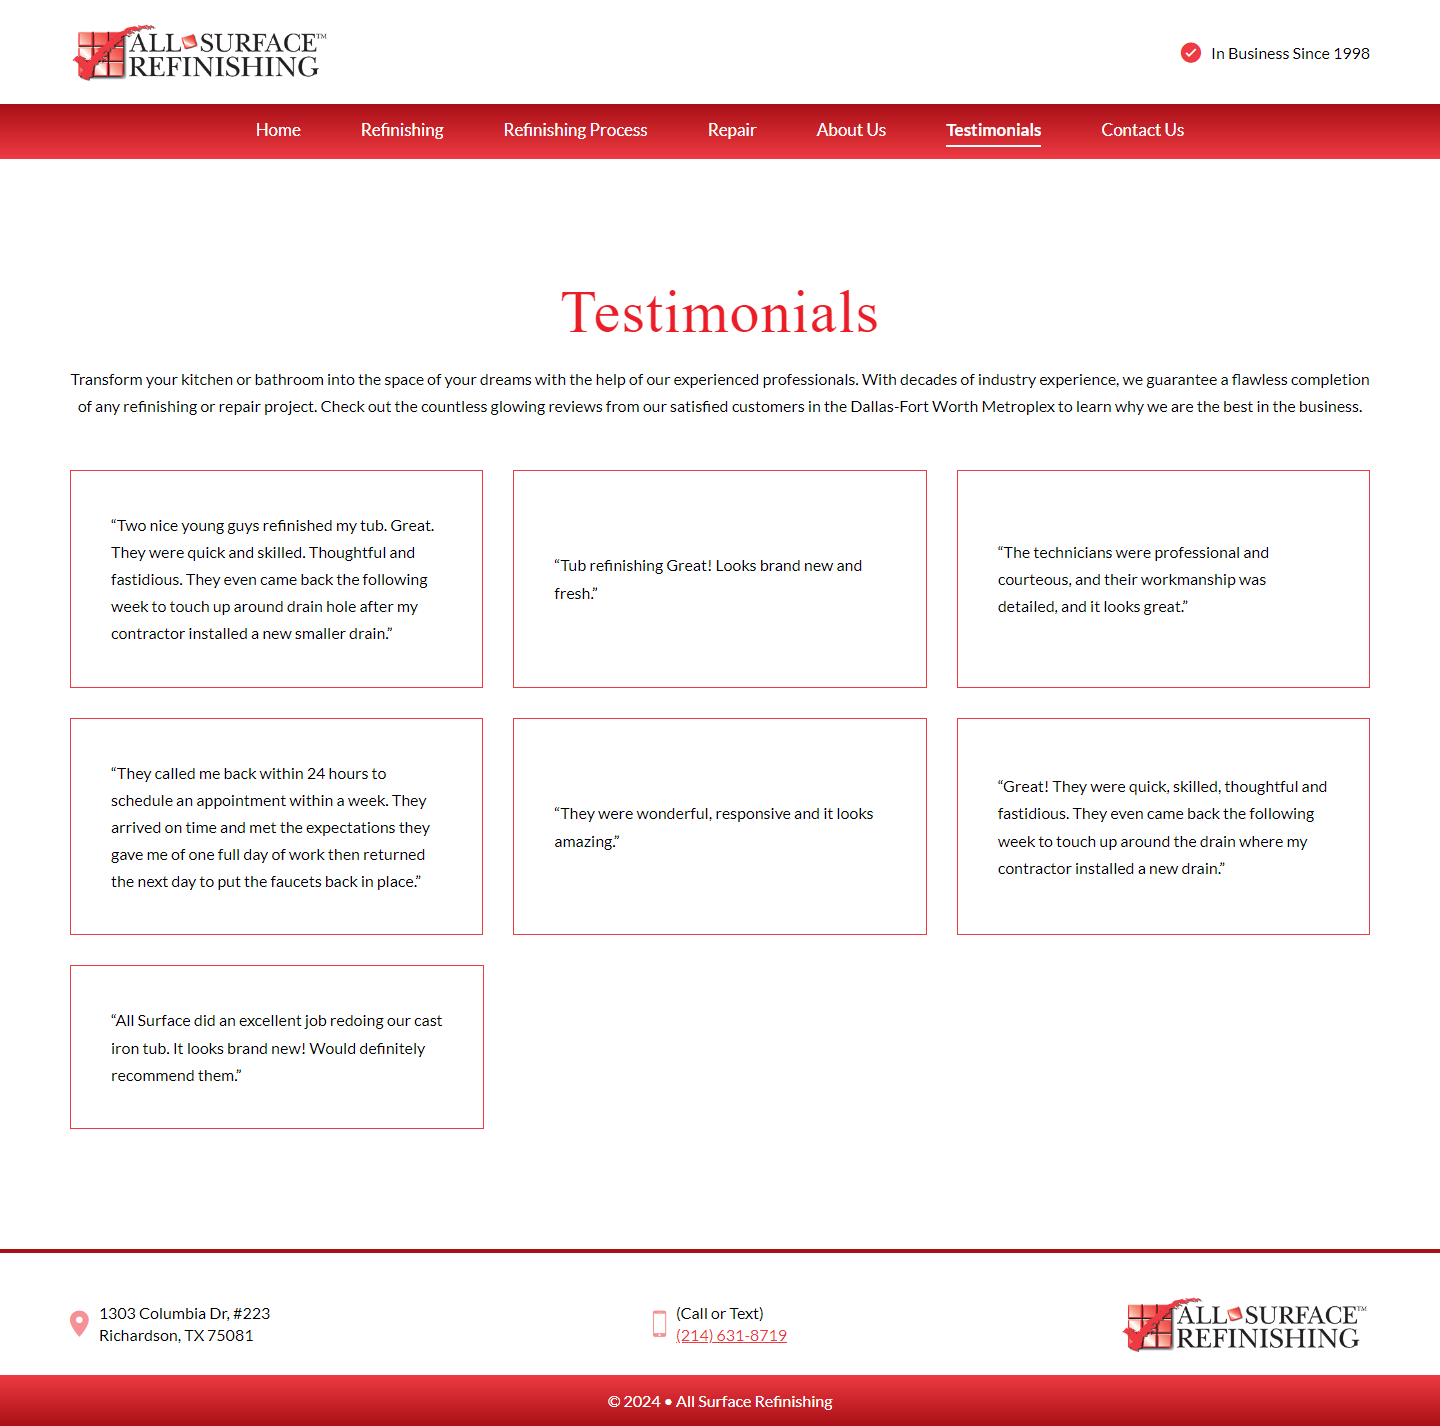 ALL SURFACE™
REFINISHING
In Business Since 1998
Home Refinishing Refinishing Process Repair About Us Testimonials Contact Us
Testimonials
Transform your kitchen or bathroom into the space of your dreams with the help of our experienced professionals. With decades of industry experience, we guarantee a flawless completion
of any refinishing or repair project. Check out the countless glowing reviews from our satisfied customers in the Dallas-Fort Worth Metroplex to learn why we are the best in the business.
“Two nice young guys refinished my tub. Great.
They were quick and skilled. Thoughtful and
fastidious. They even came back the following
week to touch up around drain hole after my
contractor installed a new smaller drain.”
“Tub refinishing Great! Looks brand new and
fresh.”
“The technicians were professional and
courteous, and their workmanship was
detailed, and it looks great.”
“They called me back within 24 hours to
schedule an appointment within a week. They
arrived on time and met the expectations they
gave me of one full day of work then returned
the next day to put the faucets back in place.”
“They were wonderful, responsive and it looks
amazing.”
“Great! They were quick, skilled, thoughtful and
fastidious. They even came back the following
week to touch up around the drain where my
contractor installed a new drain.”
“All Surface did an excellent job redoing our cast
iron tub. It looks brand new! Would definitely
recommend them.”
1303 Columbia Dr, #223
Richardson, TX 75081
(Call or Text)
(214) 631-8719
ALL SURFACE™
REFINISHING
© 2024 • All Surface Refinishing